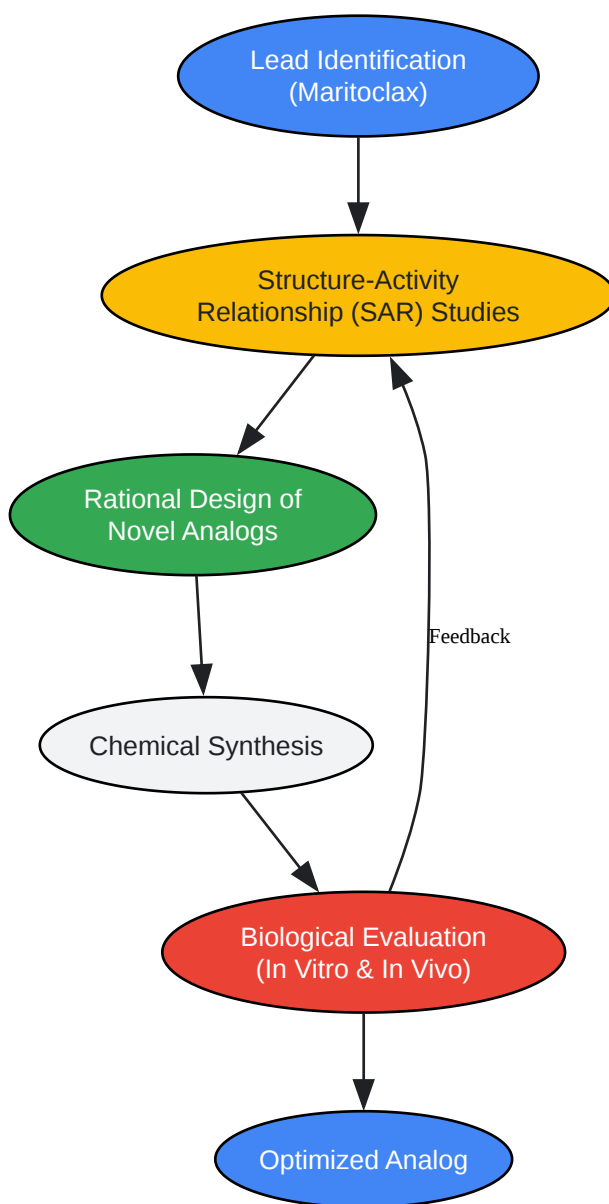 Lead Identification
(Maritoclax)
Structure-Activity
Relationship (SAR) Studies
Rational Design of
Novel Analogs
Feedback
Chemical Synthesis
Biological Evaluation
(In Vitro & In Vivo)
Optimized Analog